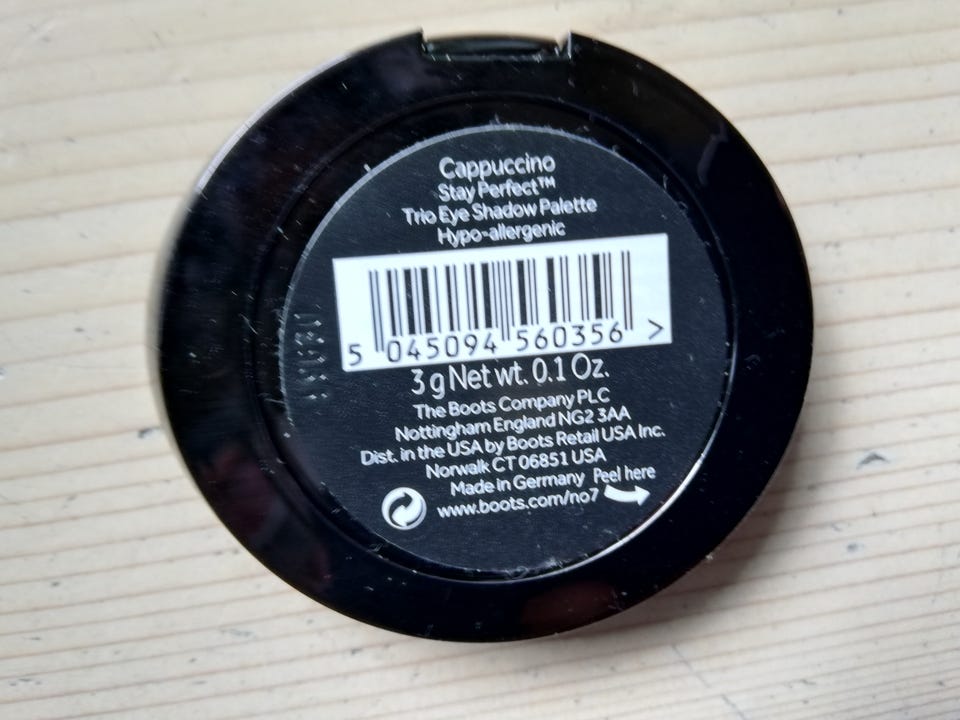 Cappuccino
Stay Perfect™
Trio Eye Shadow Palette
Hypo-allergenic
5 045094 560356 >
3 g Net wt. 0.1 Oz.
The Boots Company PLC
Nottingham England NG2 3AA
Dist. in the USA by Boots Retail USA Inc.
Norwalk CT 06851 USA
Made in Germany
Peel here
www.boots.com/no7